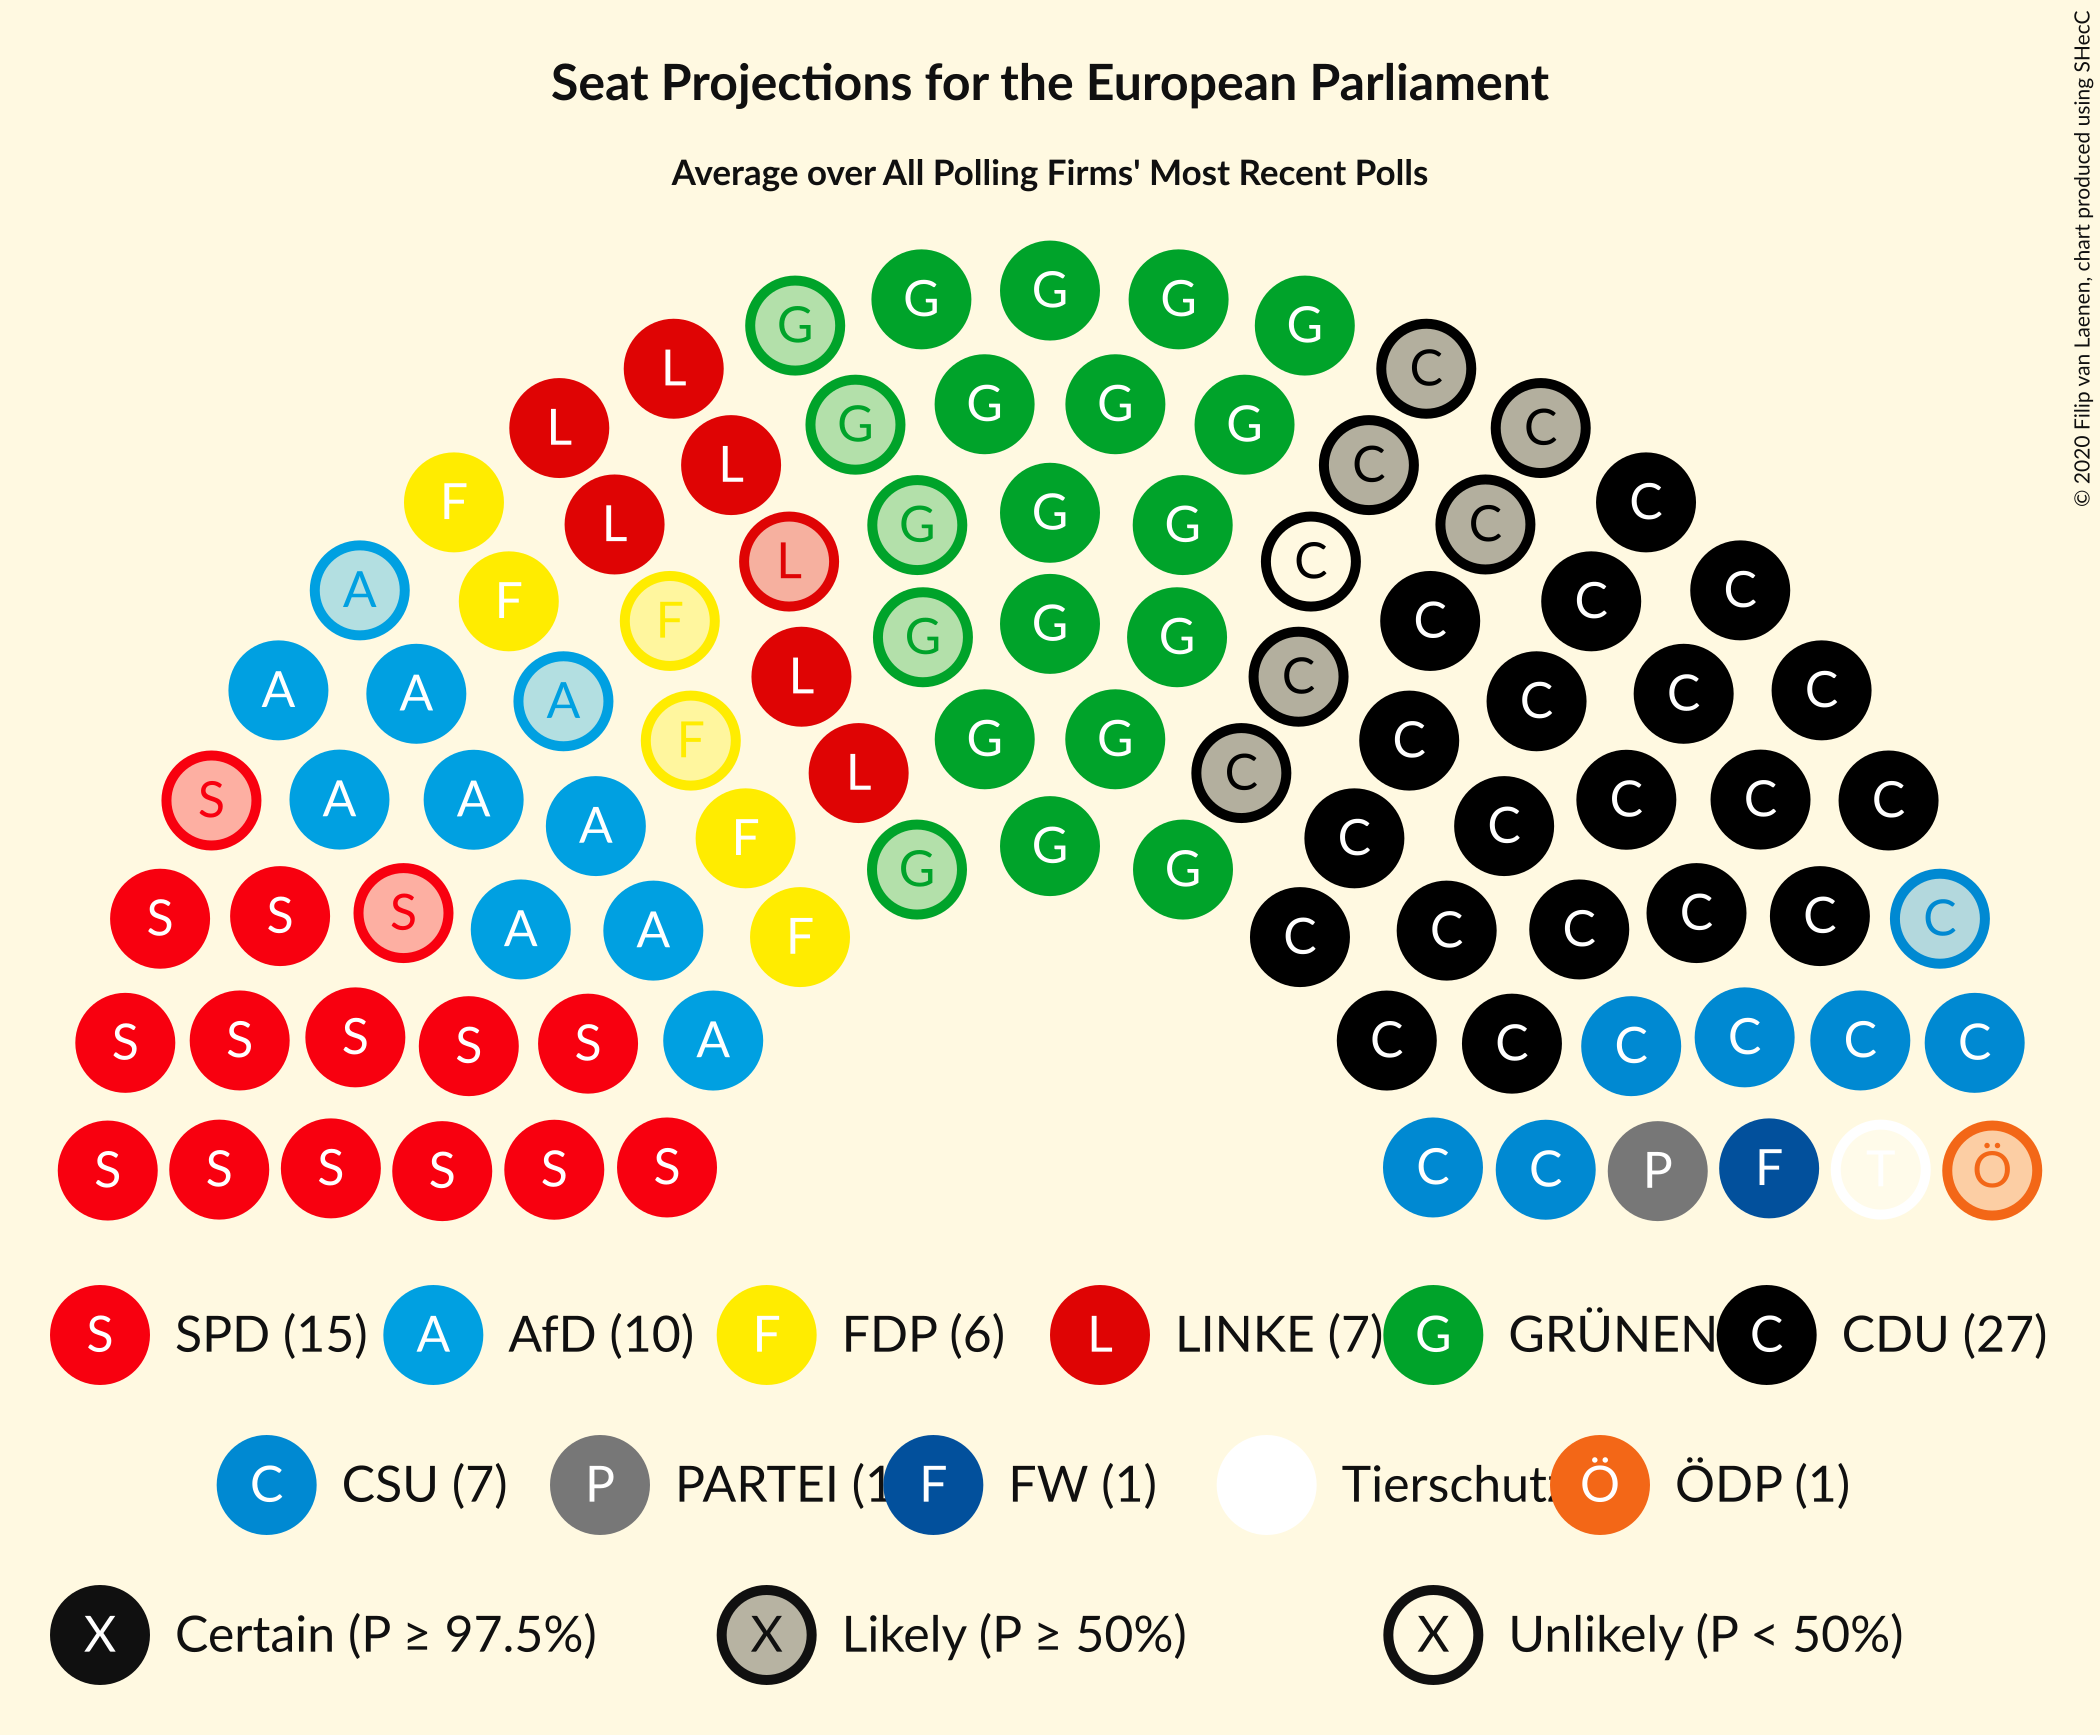 Seat Projections for the European Parliament
Average over All Polling Firms' Most Recent Polls
© 2020 Filip van Laenen, chart produced using SHecC
G G G G G
L C
G G G G C
L L C C
F L G G G C C C
A F F L G G G C C C C
A A A F L G G C C C C C
S A A A F G G G C C C C C
S S S A A F C C C C C C
S S S S S A C C C C C C
S S S S S S C C P F T Ö
S SPD (15) A AfD (10) F FDP (6) L LINKE (7) G GRÜNEN C CDU (27)
C CSU (7) P PARTEI (1 F FW (1) Tierschutz Ö ÖDP (1)
X Certain (P ≥ 97.5%) X Likely (P ≥ 50%) X Unlikely (P < 50%)